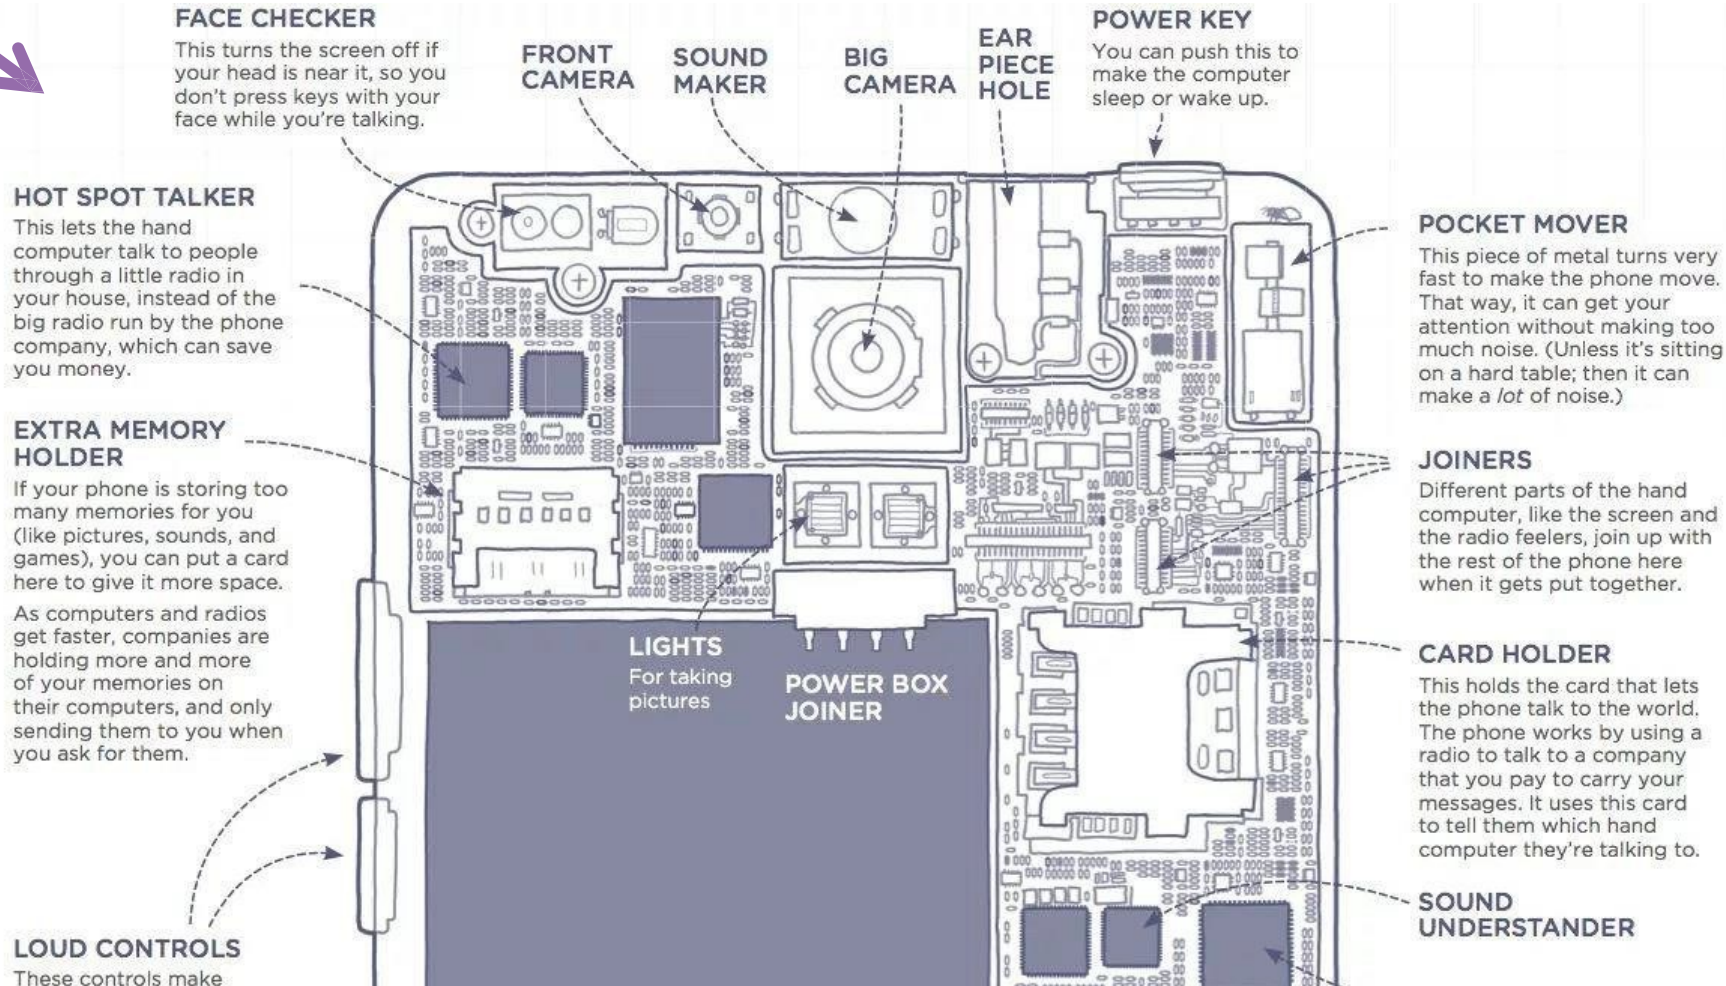 FACE CHECKER
This turns the screen off if
your head is near it, so you
don't press keys with your
face while you're talking.
FRONT
CAMERA
SOUND
MAKER
BIG
CAMERA
EAR
PIECE
HOLE
POWER KEY
You can push this to
make the computer
sleep or wake up.
HOT SPOT TALKER
This lets the hand
computer talk to people
through a little radio in
your house, instead of the
big radio run by the phone
company, which can save
you money.
EXTRA MEMORY
HOLDER
If your phone is storing too
many memories for you
(like pictures, sounds, and
games), you can put a card
here to give it more space.
As computers and radios
get faster, companies are
holding more and more
of your memories on
their computers, and only
sending them to you when
you ask for them.
LOUD CONTROLS
These controls make
LIGHTS
For taking
pictures
POWER BOX
JOINER
POCKET MOVER
This piece of metal turns very
fast to make the phone move.
That way, it can get your
attention without making too
much noise. (Unless it's sitting
on a hard table; then it can
make a lot of noise.)
JOINERS
Different parts of the hand
computer, like the screen and
the radio feelers, join up with
the rest of the phone here
when it gets put together.
CARD HOLDER
This holds the card that lets
the phone talk to the world.
The phone works by using a
radio to talk to a company
that you pay to carry your
messages. It uses this card
to tell them which hand
computer they're talking to.
SOUND
UNDERSTANDER